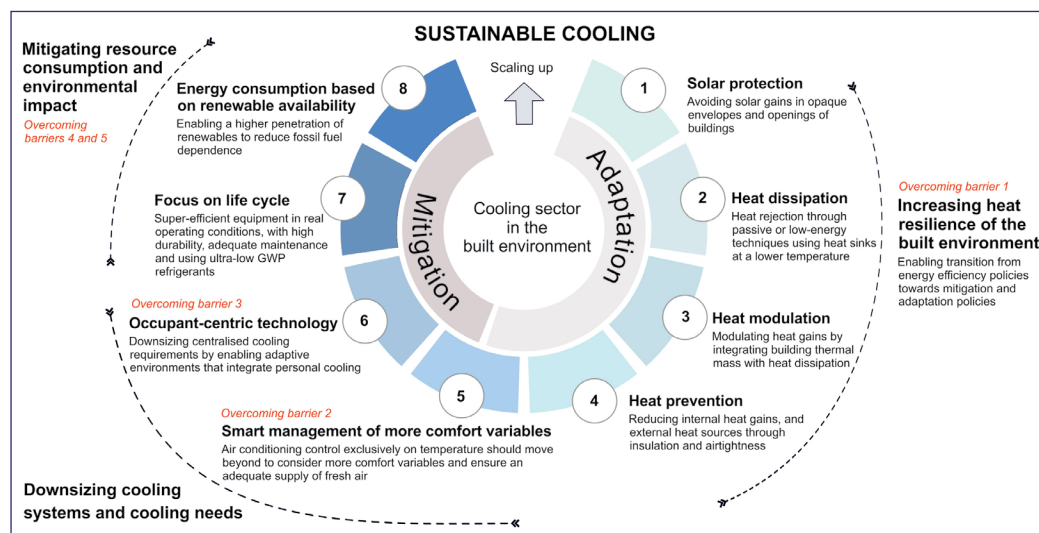 SUSTAINABLE COOLING
Scaling up
Cooling sector
in the
built environment
Adaptation
Mitigation
1
Solar protection
Avoiding solar gains in opaque
envelopes and openings of
buildings
2
Heat dissipation
Heat rejection through
passive or low-energy
techniques using heat sinks
at a lower temperature
3
Heat modulation
Modulating heat gains by
integrating building thermal
mass with heat dissipation
4
Heat prevention
Reducing internal heat gains, and
external heat sources through
insulation and airtightness
Overcoming barrier 1
Increasing heat
resilience of the
built environment
Enabling transition from
energy efficiency policies
towards mitigation and
adaptation policies
5
Overcoming barrier 2
Smart management of more comfort variables
Air conditioning control exclusively on temperature should move
beyond to consider more comfort variables and ensure an
adequate supply of fresh air
6
Overcoming barrier 3
Occupant-centric technology
Downsizing centralised cooling
requirements by enabling adaptive
environments that integrate personal cooling
Downsizing cooling
systems and cooling needs
7
Focus on life cycle
Super-efficient equipment in real
operating conditions, with high
durability, adequate maintenance
and using ultra-low GWP
refrigerants
8
Energy consumption based
on renewable availability
Enabling a higher penetration of
renewables to reduce fossil fuel
dependence
Mitigating resource
consumption and
environmental
impact
Overcoming
barriers 4 and 5